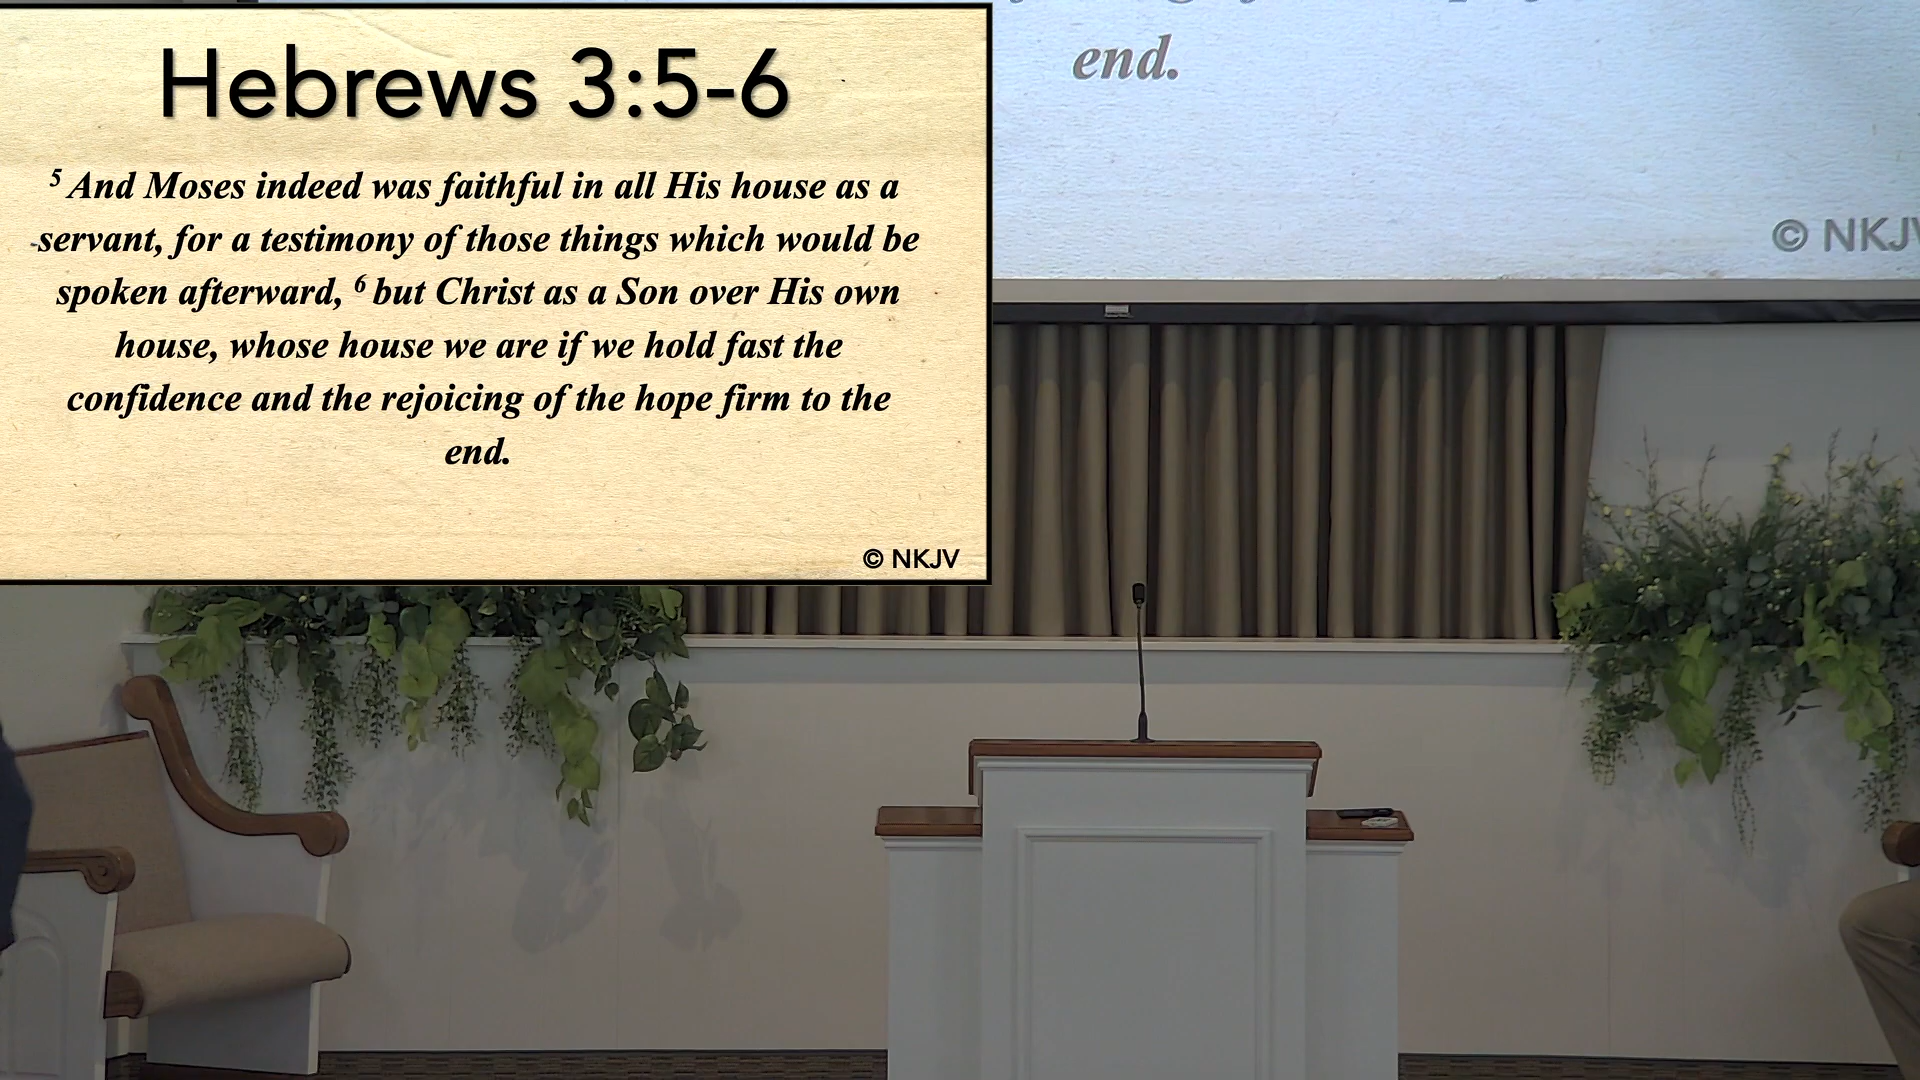 Hebrews 3:5-6
5 And Moses indeed was faithful in all His house as a
servant, for a testimony of those things which would be
spoken afterward, 6 but Christ as a Son over His own
house, whose house we are if we hold fast the
confidence and the rejoicing of the hope firm to the
end.
© NKJV
end.
© NKJV